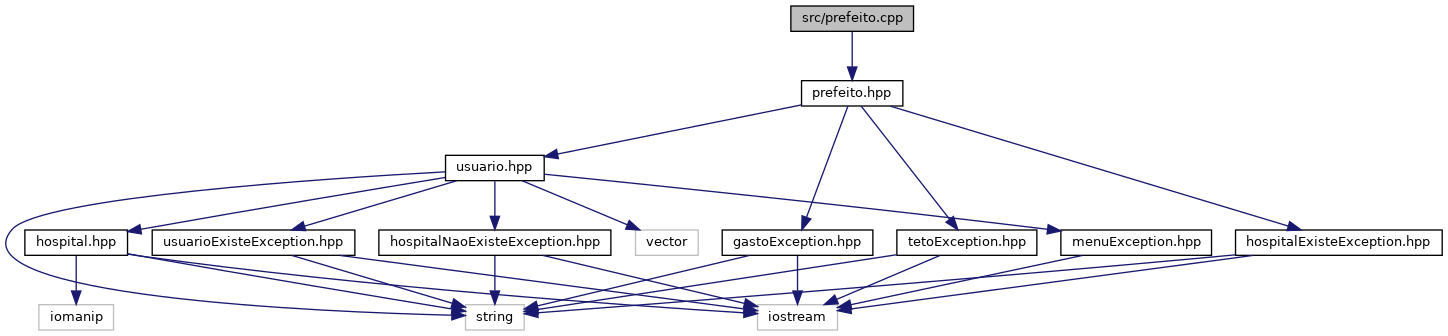 src/prefeito.cpp
prefeito.hpp
usuario.hpp
hospital.hpp
usuarioExisteException.hpp
hospitalNaoExisteException.hpp
vector
gastoException.hpp
tetoException.hpp
menuException.hpp
hospitalExisteException.hpp
iomanip
string
iostream